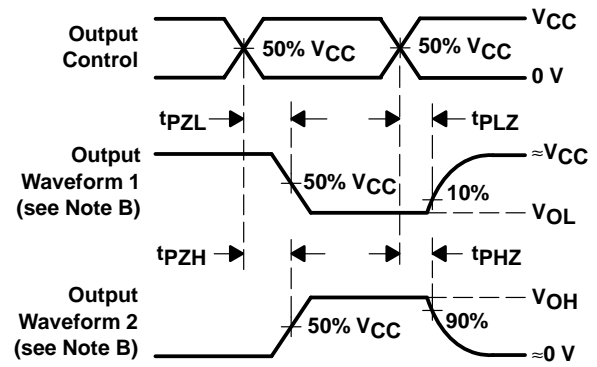 Output
Control
50% VCC
50% VCC
VCC
0 V
tPZL
tPLZ
Output
Waveform 1
(see Note B)
50% VCC
10%
≈VCC
VOL
tPZH
tPHZ
Output
Waveform 2
(see Note B)
50% VCC
90%
VOH
≈0 V